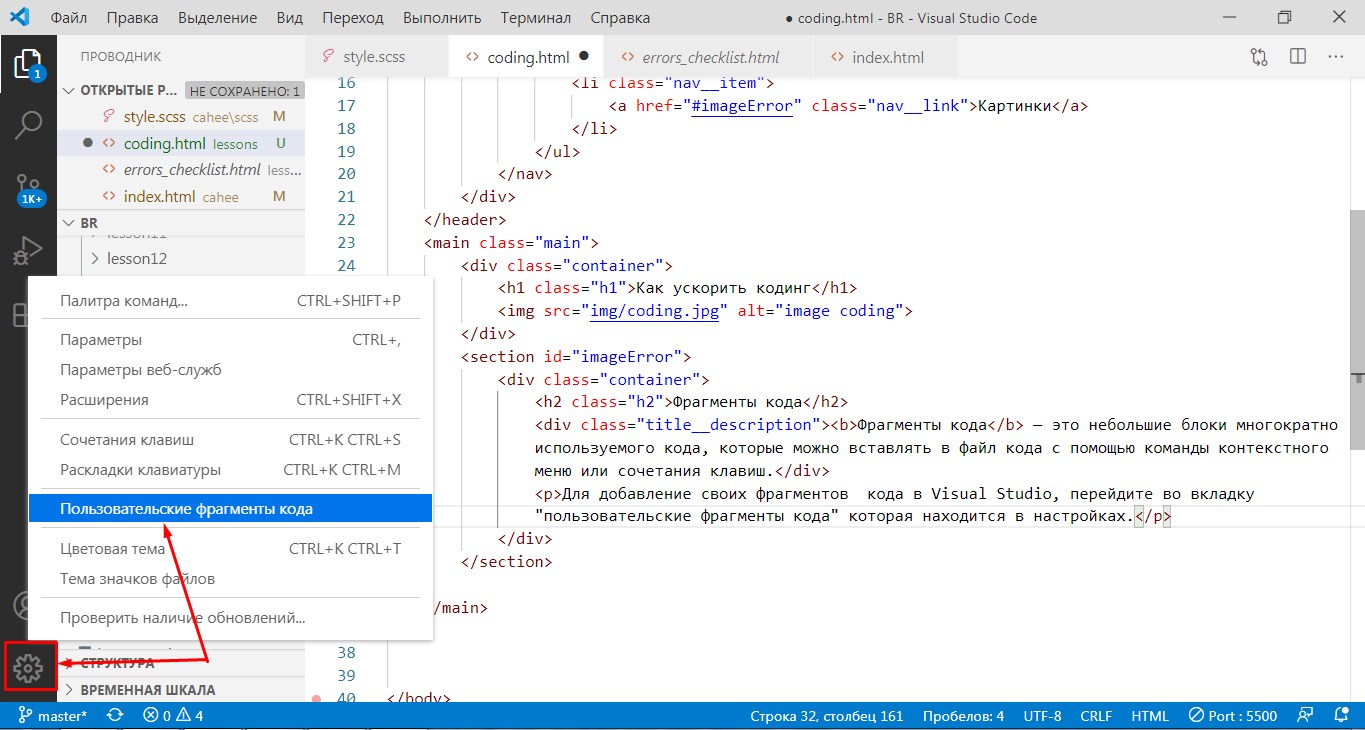 Файл Правка Выделение Вид Переход Выполнить Терминал Справка ● coding.html - BR - Visual Studio Code
ПРОВОДНИК
style.scss coding.html ● errors_checklist.html index.html
1
ОТКРЫТЫЕ Р... НЕ СОХРАНЕНО: 1
style.scss cahee\scss M
● coding.html lessons U
errors_checklist.html less...
index.html cahee M
1K+
BR
lesson11
lesson12
16 <li class="nav__item">
17 <a href="#imageError" class="nav__link">Картинки</a>
18 </li>
19 </ul>
20 </nav>
21 </div>
22 </header>
23 <main class="main">
24 <div class="container">
<h1 class="h1">Как ускорить кодинг</h1>
<img src="img/coding.jpg" alt="image coding">
</div>
<section id="imageError">
<div class="container">
<h2 class="h2">Фрагменты кода</h2>
<div class="title__description"><b>Фрагменты кода</b> — это небольшие блоки многократно
используемого кода, которые можно вставлять в файл кода с помощью команды контекстного
меню или сочетания клавиш.</div>
<p>Для добавление своих фрагментов  кода в Visual Studio, перейдите во вкладку
"пользовательские фрагменты кода" которая находится в настройках.</p>
</div>
</section>
/main>
38
39
40 </body>
Палитра команд... CTRL+SHIFT+P
Параметры CTRL+,
Параметры веб-служб
Расширения CTRL+SHIFT+X
Сочетания клавиш CTRL+K CTRL+S
Раскладки клавиатуры CTRL+K CTRL+M
Пользовательские фрагменты кода
Цветовая тема CTRL+K CTRL+T
Тема значков файлов
Проверить наличие обновлений...
СТРУКТУРА
ВРЕМЕННАЯ ШКАЛА
master* 0 4 Строка 32, столбец 161 Пробелов: 4 UTF-8 CRLF HTML Port : 5500